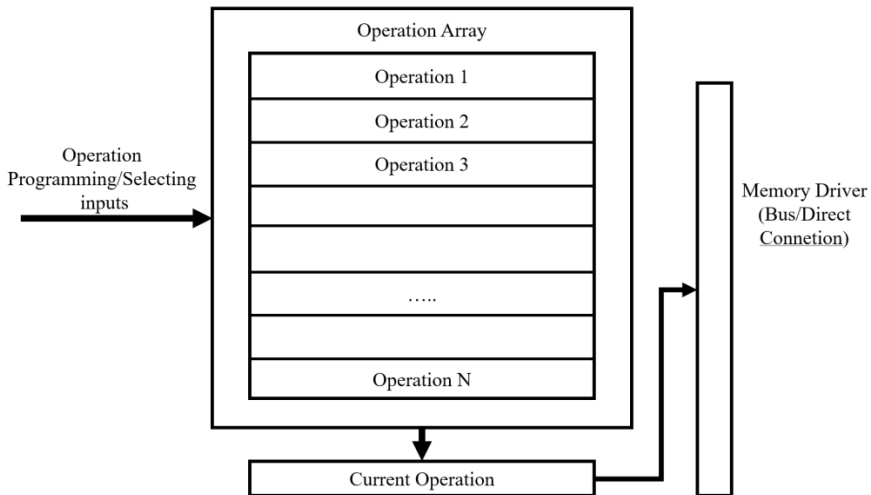 Operation Array
Operation 1
Operation 2
Operation 3
…..
Operation N
Current Operation
Operation
Programming/Selecting
inputs
Memory Driver
(Bus/Direct
Connetion)